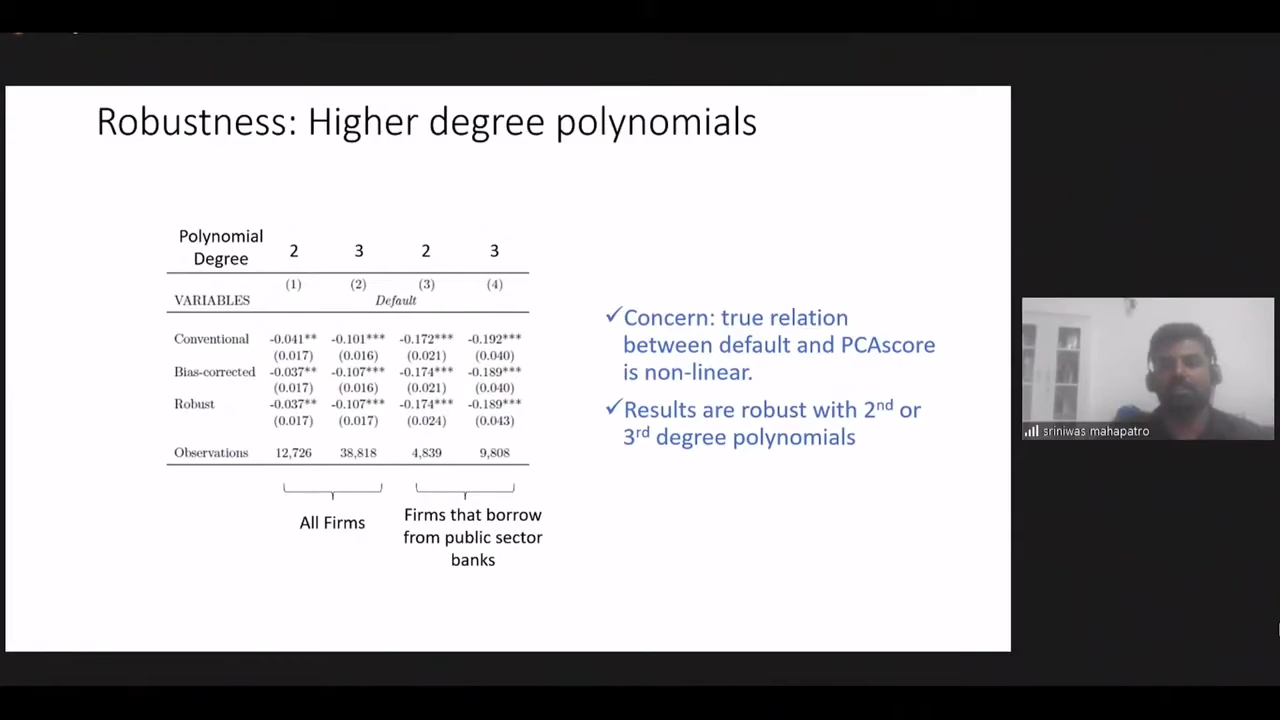 Robustness: Higher degree polynomials
Polynomial
Degree
2 3 2 3
(1) (2) (3) (4)
VARIABLES Default
Conventional -0.041** -0.101*** -0.172*** -0.192***
(0.017) (0.016) (0.021) (0.040)
Bias-corrected -0.037** -0.107*** -0.174*** -0.189***
(0.017) (0.016) (0.021) (0.040)
Robust -0.037** -0.107*** -0.174*** -0.189***
(0.017) (0.017) (0.024) (0.043)
Observations 12,726 38,818 4,839 9,808
All Firms
Firms that borrow
from public sector
banks
✓Concern: true relation
between default and PCAscore
is non-linear.
✓Results are robust with 2nd or
3rd degree polynomials
sriniwas mahapatro